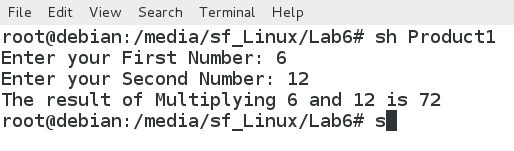 File Edit View Search Terminal Help
root@debian:/media/sf_Linux/Lab6# sh Product1
Enter your First Number: 6
Enter your Second Number: 12
The result of Multiplying 6 and 12 is 72
root@debian:/media/sf_Linux/Lab6# s